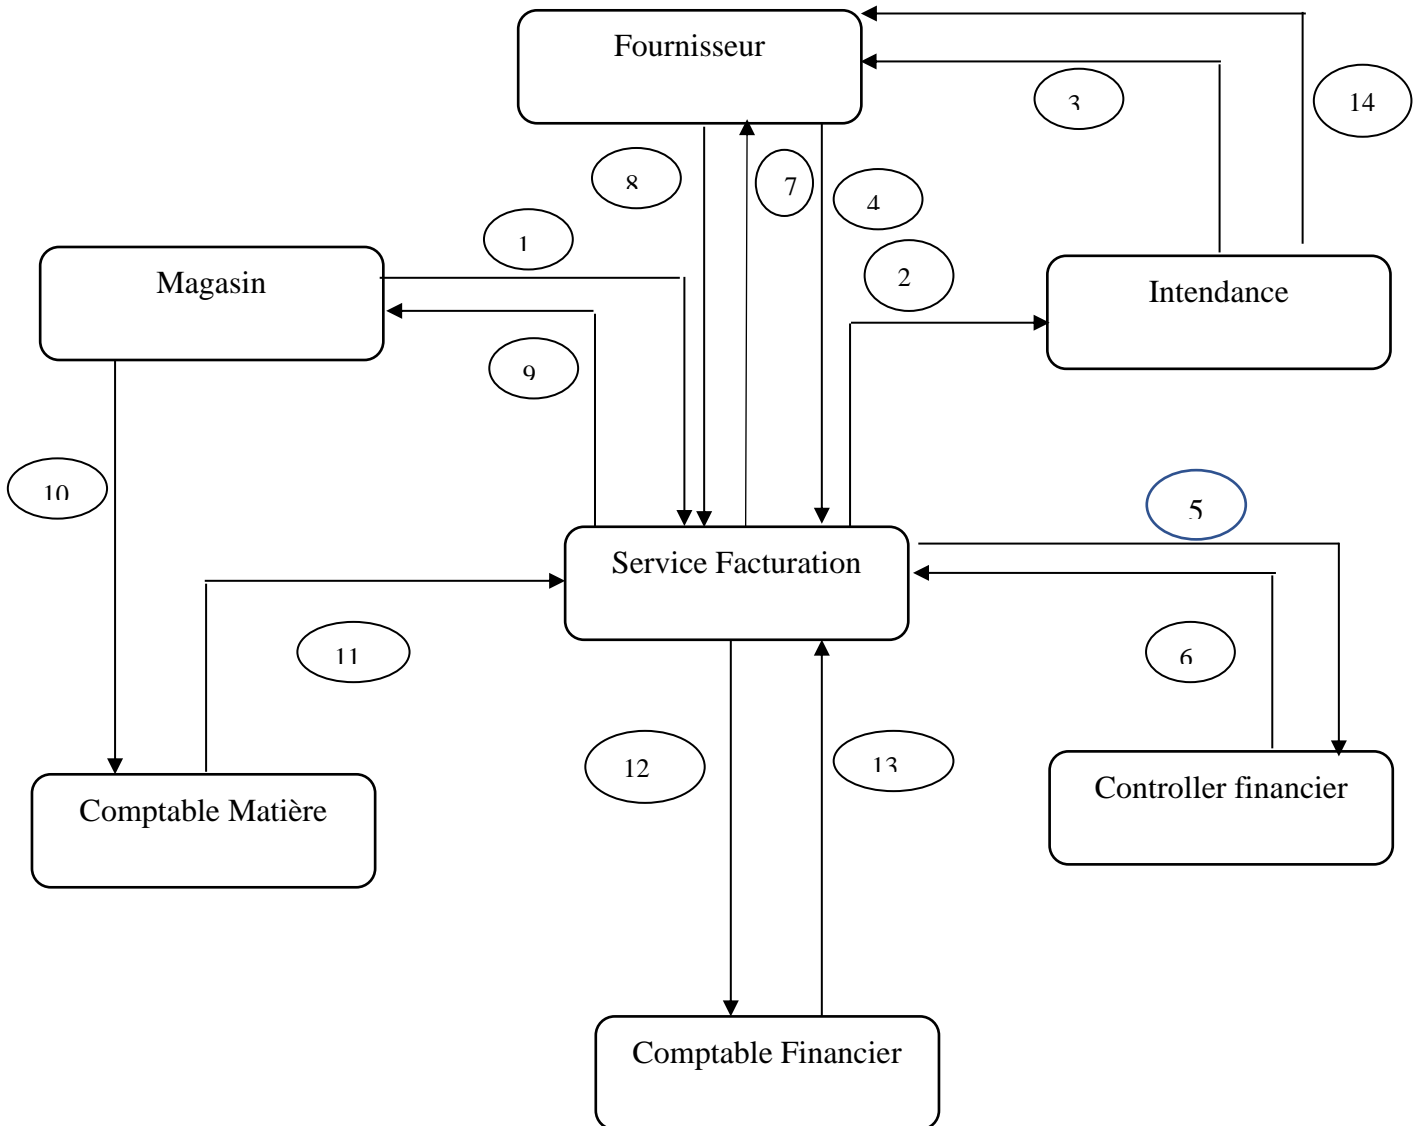 Fournisseur
3
14
8
7
4
1
2
Magasin
Intendance
9
10
5
Service Facturation
11
6
12
13
Comptable Matière
Controller financier
Comptable Financier